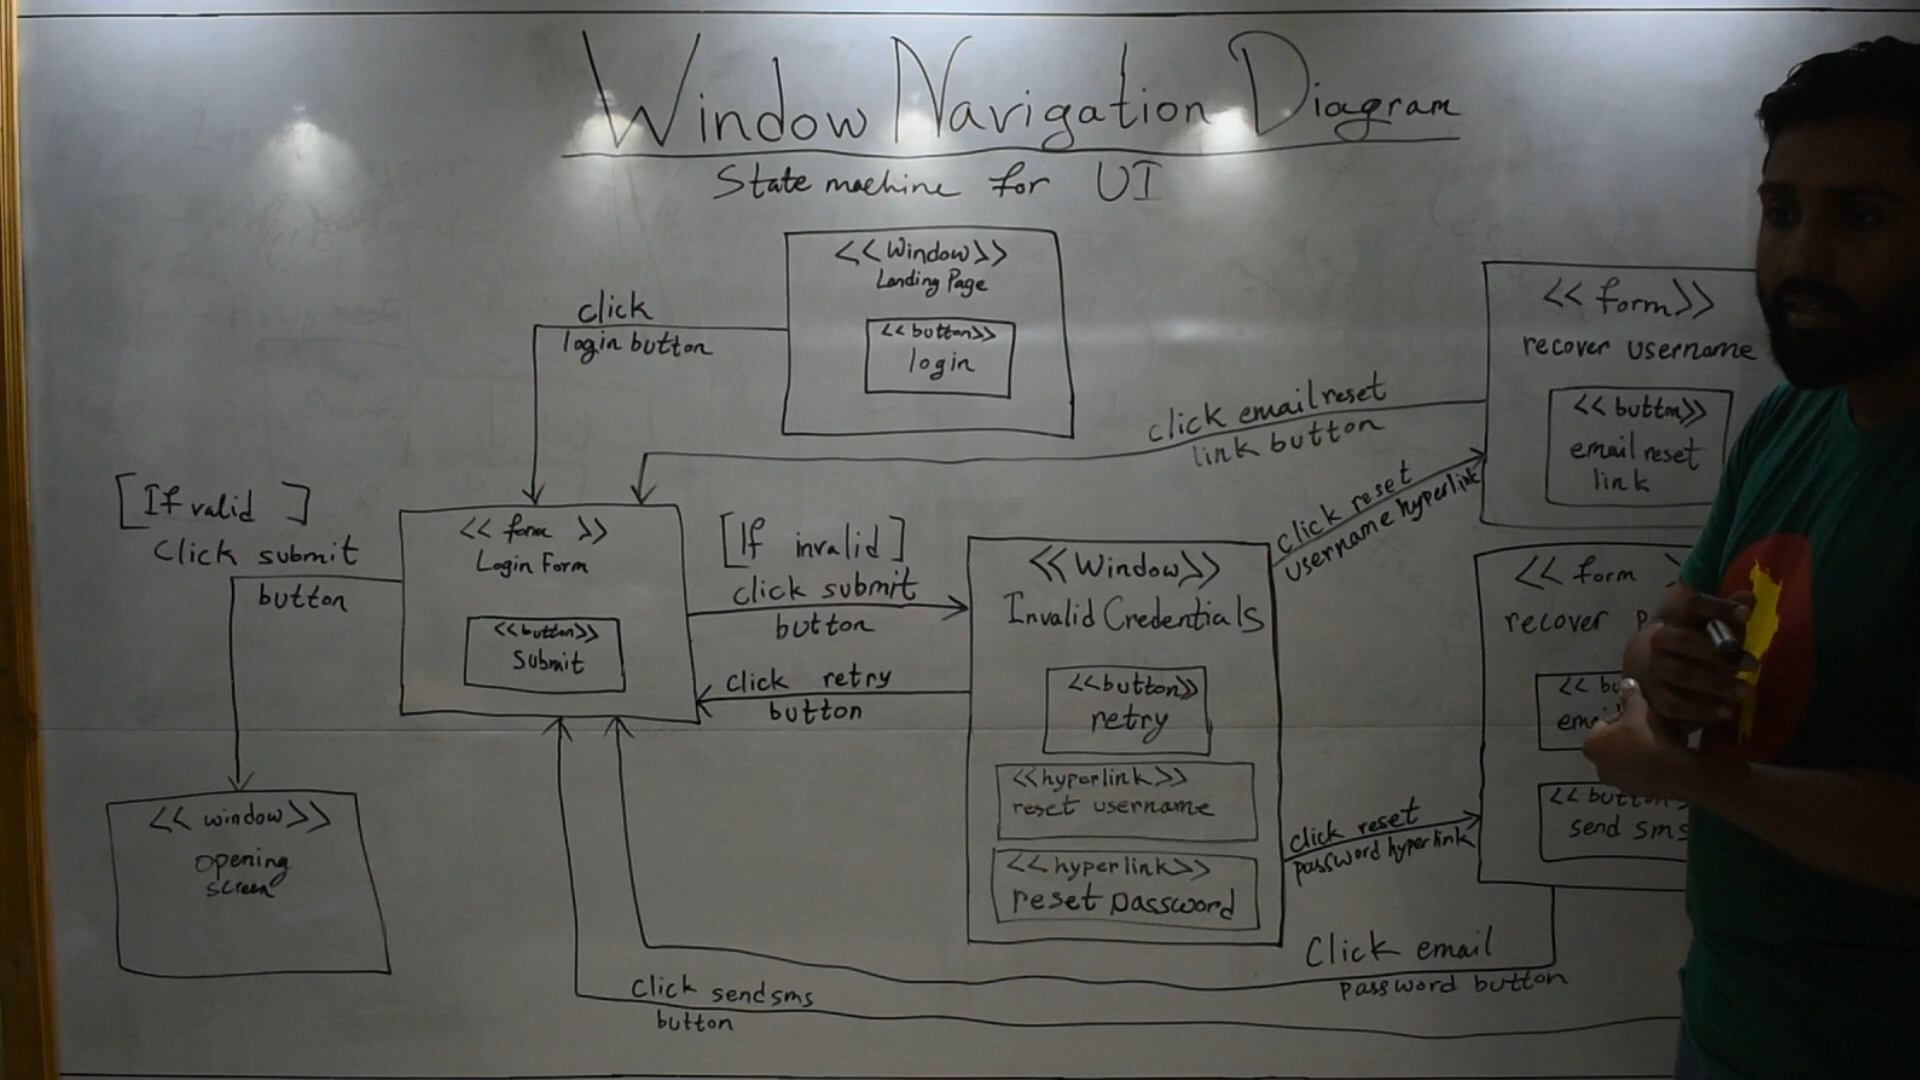 Window Navigation Diagram
State machine for UI
<<Window>>
Landing Page
<<button>>
login
click
login button
<<form>>
recover username
<<button>>
email reset
link
click email reset
link button
click reset
username hyperlink
[If valid]
Click submit
button
<<form>>
Login Form
<<button>>
Submit
[If invalid]
click submit
button
click retry
button
<<Window>>
Invalid Credentials
<<button>>
retry
<<hyperlink>>
reset username
<<hyperlink>>
reset password
<<form
recover
<<button
send sms
click reset
password hyperlink
<<window>>
opening
screen
Click email
password button
Click send sms
button